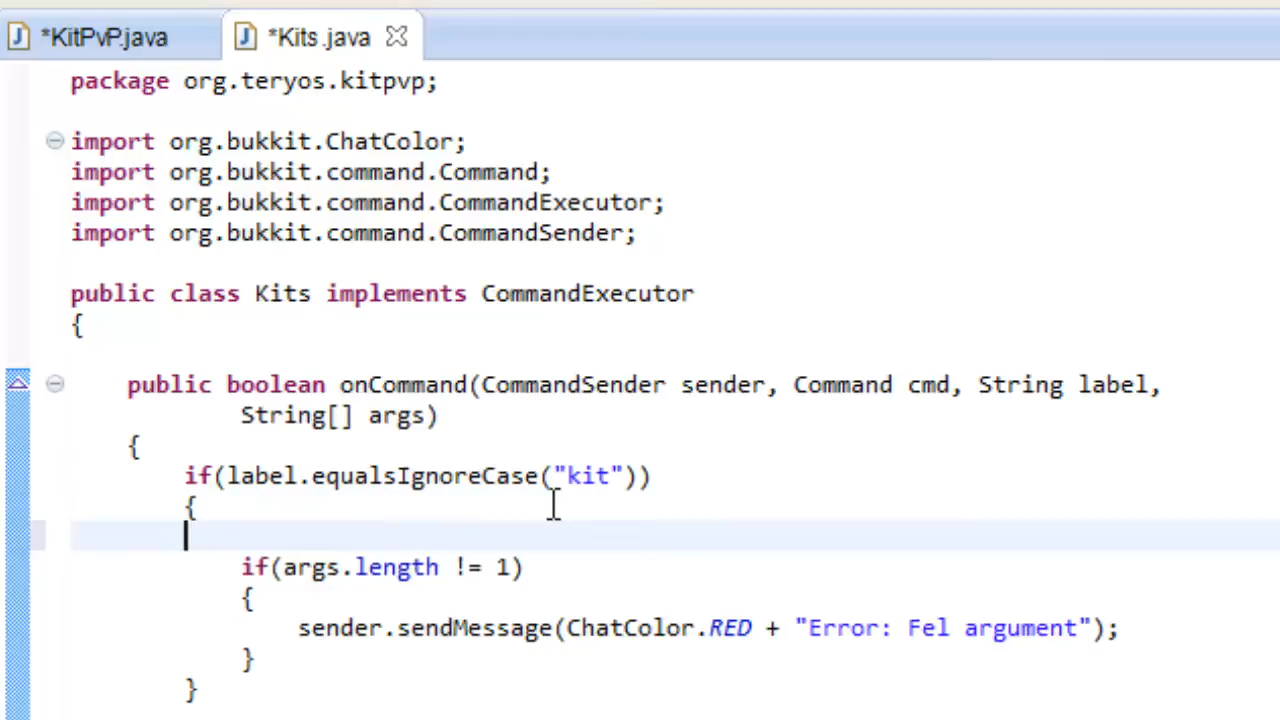 *KitPvP.java
*Kits.java
package org.teryos.kitpvp;
import org.bukkit.ChatColor;
import org.bukkit.command.Command;
import org.bukkit.command.CommandExecutor;
import org.bukkit.command.CommandSender;
public class Kits implements CommandExecutor
{
public boolean onCommand(CommandSender sender, Command cmd, String label,
String[] args)
{
if(label.equalsIgnoreCase("kit"))
{
if(args.length != 1)
{
sender.sendMessage(ChatColor.RED + "Error: Fel argument");
}
}